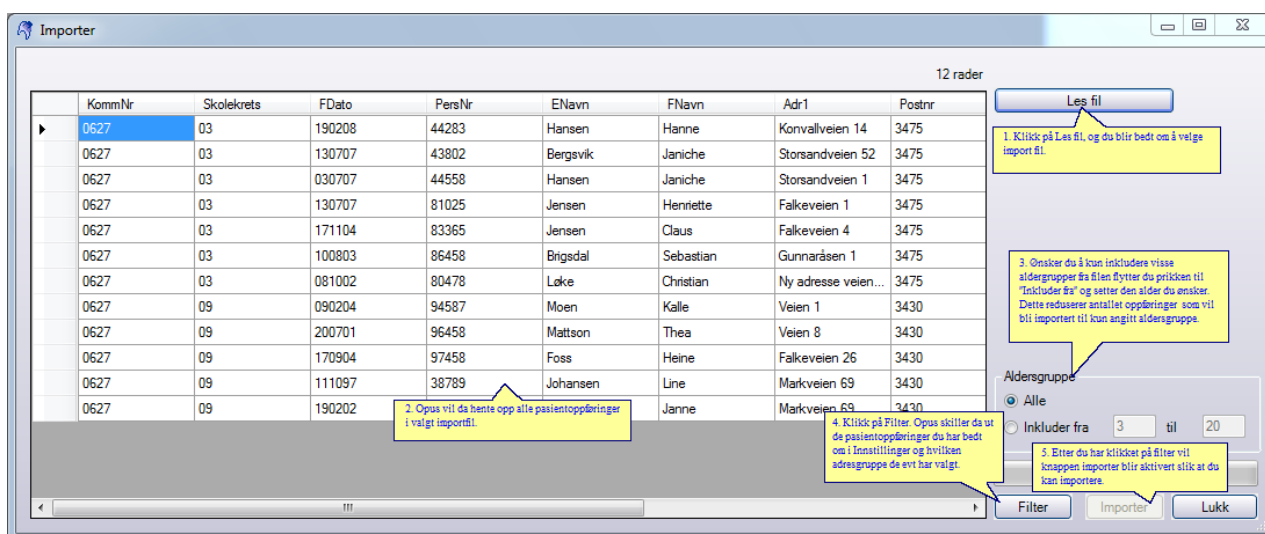 Importer
12 rader
KommNr Skolekrets FDato PersNr ENavn FNavn Adr1 Postnr
0627 03 190208 44283 Hansen Hanne Konvallveien 14 3475
0627 03 130707 43802 Bergsvik Janiche Storsandveien 52 3475
0627 03 030707 44558 Hansen Janiche Storsandveien 1 3475
0627 03 130707 81025 Jensen Henriette Falkeveien 1 3475
0627 03 171104 83365 Jensen Claus Falkeveien 4 3475
0627 03 100803 86458 Brigsdal Sebastian Gunnaråsen 1 3475
0627 03 081002 80478 Løke Christian Ny adresse veien... 3475
0627 09 090204 94587 Moen Kalle Veien 1 3430
0627 09 200701 96458 Mattson Thea Veien 8 3430
0627 09 170904 97458 Foss Heine Falkeveien 26 3430
0627 09 111097 38789 Johansen Line Markveien 69 3430
0627 09 190202 Janne Markveien 69 3430
2. Opus vil da hente opp alle pasientoppføringer
i valgt importfil.
Les fil
1. Klikk på Les fil, og du blir bedt om å velge
import fil.
3. Ønsker du å kun inkludere visse
aldergrupper fra filen flytter du prikken til
"Inkluder fra" og setter den alder du ønsker.
Dette reduserer antallet oppføringer som vil
bli importert til kun angitt aldersgruppe.
Aldersgruppe
Alle
Inkluder fra 3 til 20
4. Klikk på Filter. Opus skiller da ut
de pasientoppføringer du har bedt
om i Innstillinger og hvilken
adresgruppe de evt har valgt.
5. Etter du har klikket på filter vil
knappen importer blir aktivert slik at du
kan importere.
Filter Importer Lukk